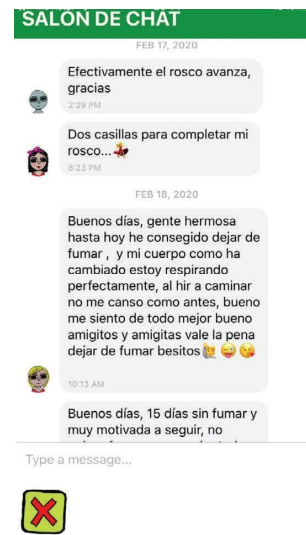 SALÓN DE CHAT
FEB 17, 2020
Efectivamente el rosco avanza,
gracias
2:29 PM
Dos casillas para completar mi
rosco...💃
8:23 PM
FEB 18, 2020
Buenos días, gente hermosa
hasta hoy he consegido dejar de
fumar , y mi cuerpo como ha
cambiado estoy respirando
perfectamente, al hir a caminar
no me canso como antes, bueno
me siento de todo mejor bueno
amigitos y amigitas vale la pena
dejar de fumar besitos🙋😜😘
10:13 AM
Buenos días, 15 días sin fumar y
muy motivada a seguir, no
Type a message...